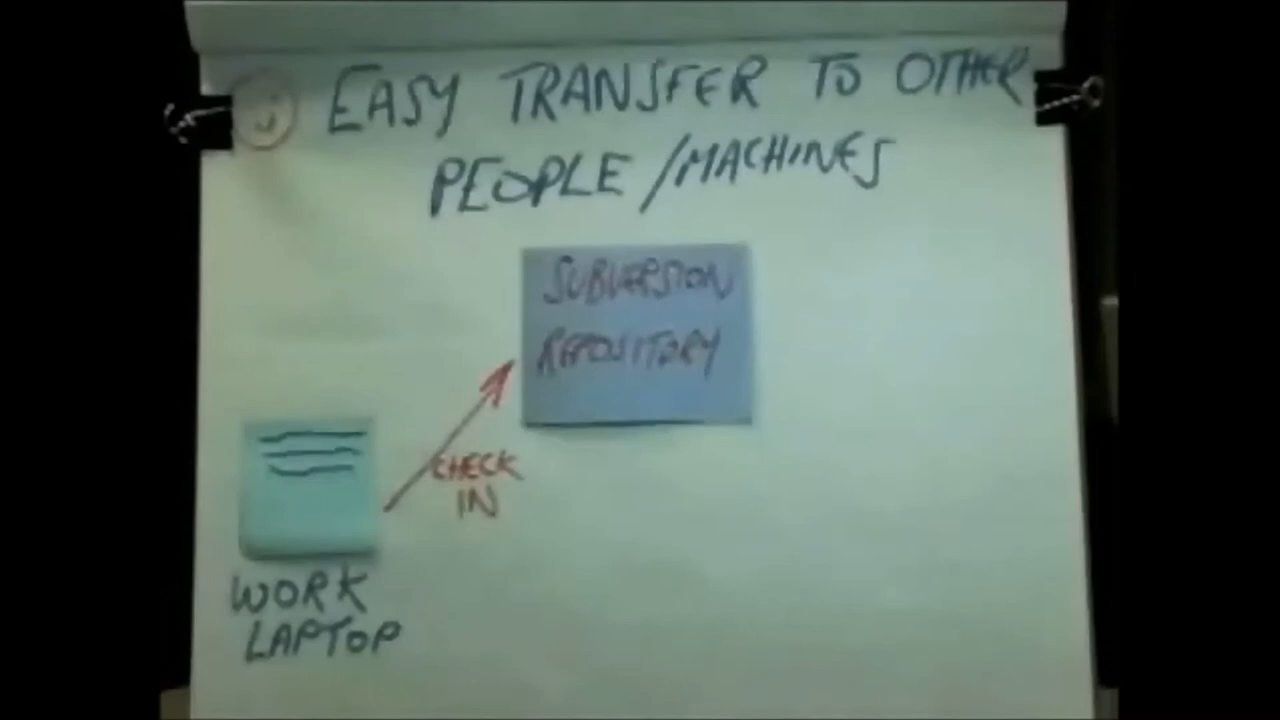 EASY TRANSFER TO OTHER
PEOPLE/MACHINES
SUBVERSION
REPOSITORY
CHECK
IN
WORK
LAPTOP